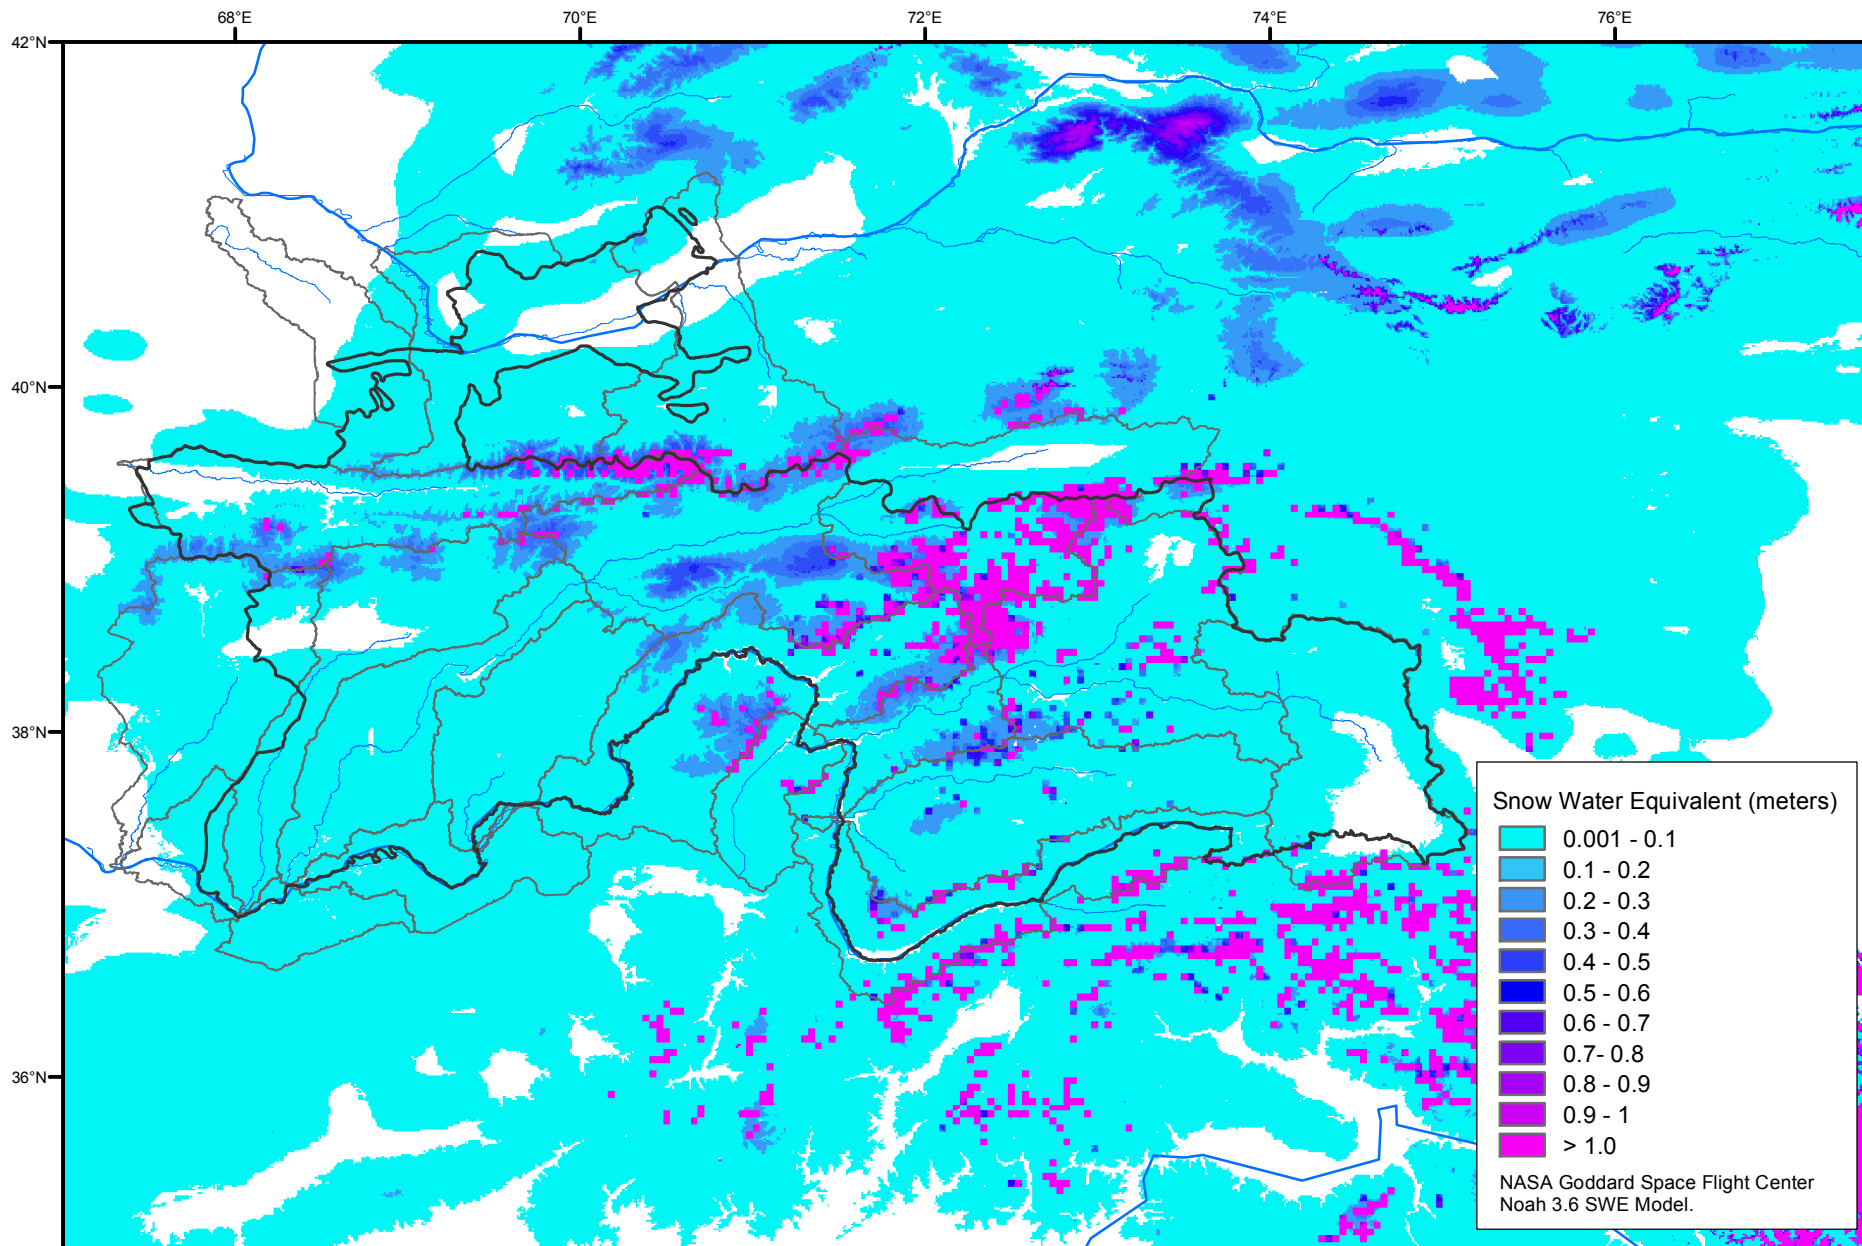 68°E 70°E 72°E 74°E 76°E
42°N
40°N
38°N
36°N
Snow Water Equivalent (meters)
0.001 - 0.1
0.1 - 0.2
0.2 - 0.3
0.3 - 0.4
0.4 - 0.5
0.5 - 0.6
0.6 - 0.7
0.7- 0.8
0.8 - 0.9
0.9 - 1
> 1.0
NASA Goddard Space Flight Center
Noah 3.6 SWE Model.